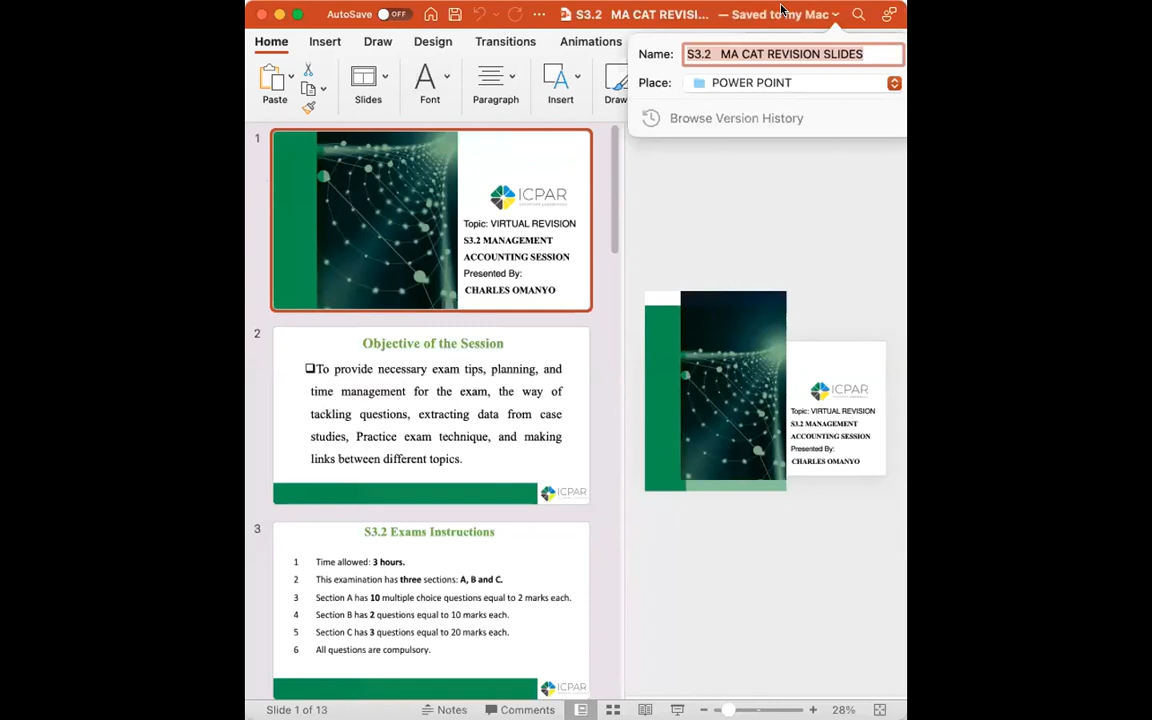 AutoSave OFF
S3.2 MA CAT REVISI... — Saved to my Mac
Home Insert Draw Design Transitions Animations
Name: S3.2 MA CAT REVISION SLIDES
Place: POWER POINT
Browse Version History
Paste Slides Font Paragraph Insert
1
ICPAR
Topic: VIRTUAL REVISION
S3.2 MANAGEMENT
ACCOUNTING SESSION
Presented By:
CHARLES OMANYO
2
Objective of the Session
To provide necessary exam tips, planning, and
time management for the exam, the way of
tackling questions, extracting data from case
studies, Practice exam technique, and making
links between different topics.
ICPAR
3
S3.2 Exams Instructions
1 Time allowed: 3 hours.
2 This examination has three sections: A, B and C.
3 Section A has 10 multiple choice questions equal to 2 marks each.
4 Section B has 2 questions equal to 10 marks each.
5 Section C has 3 questions equal to 20 marks each.
6 All questions are compulsory.
ICPAR
ICPAR
Topic: VIRTUAL REVISION
S3.2 MANAGEMENT
ACCOUNTING SESSION
Presented By:
CHARLES OMANYO
Slide 1 of 13 Notes Comments 28%